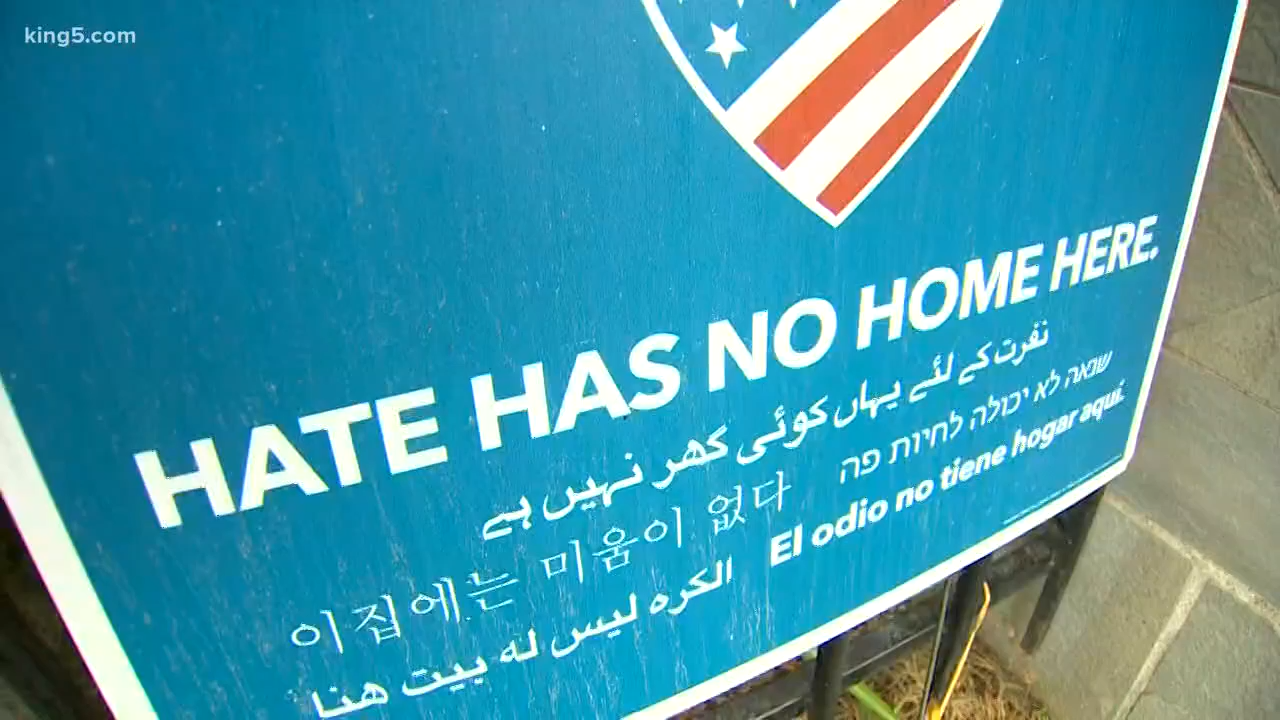 king5.com
HATE HAS NO HOME HERE.
نفرت کے لئے یہاں کوئی کھر نہیں ہے
שנאה לא יכולה לחיות פה
이 집에는 미움이 없다
El odio no tiene hogar aquí.
الكره ليس له بيت هنا